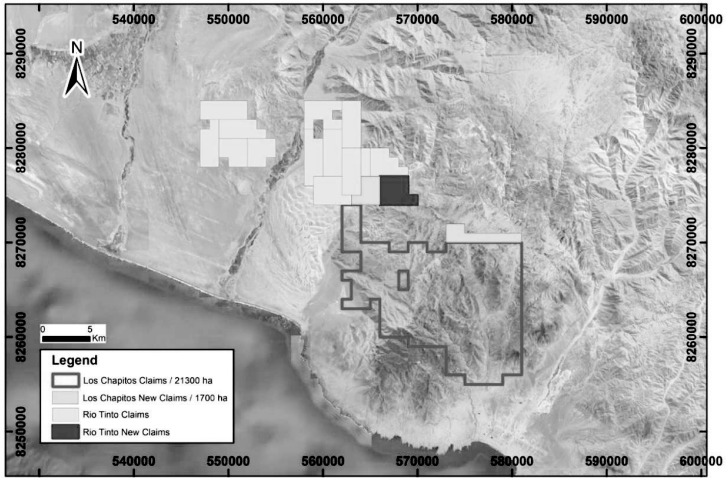 540000 550000 560000 570000 580000 590000 600000
8290000 8290000
N
8280000 8280000
8270000 8270000
8260000 8260000
8250000 8250000
0 5
Km
Legend
Los Chapitos Claims / 21300 ha
Los Chapitos New Claims / 1700 ha
Rio Tinto Claims
Rio Tinto New Claims
540000 550000 560000 570000 580000 590000 600000